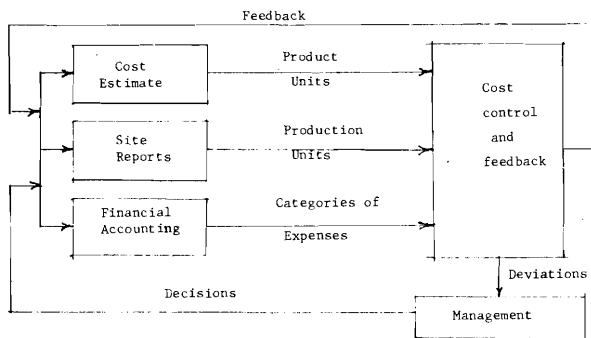 Feedback
Cost
Estimate
Product
Units
Site
Reports
Production
Units
Financial
Accounting
Categories of
Expenses
Cost
control
and
feedback
Deviations
Decisions
Management